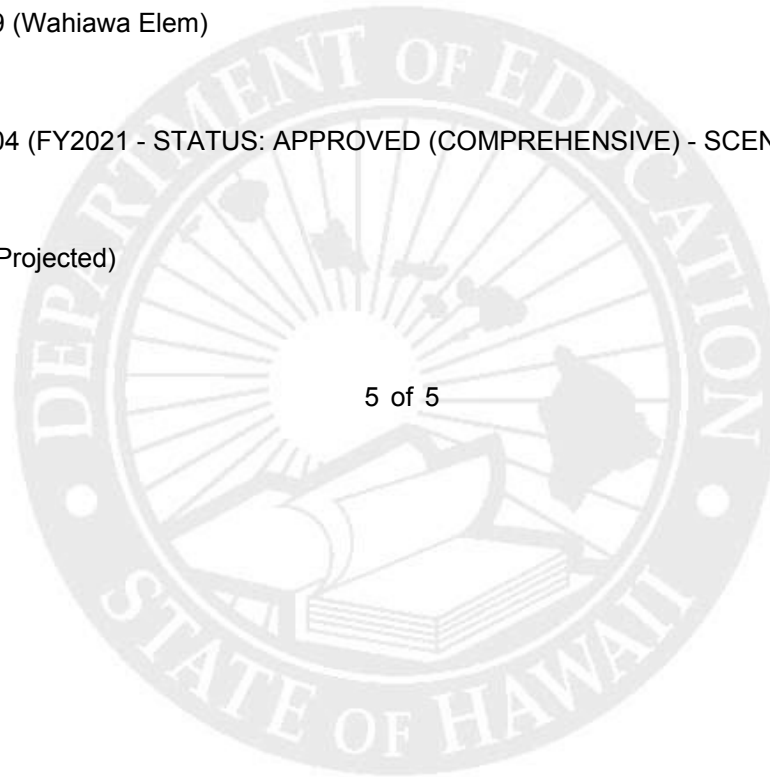 9 (Wahiawa Elem)
04 (FY2021 - STATUS: APPROVED (COMPREHENSIVE) - SCEN
Projected)
5 of 5
DEPARTMENT OF EDUCATION
STATE OF HAWAII